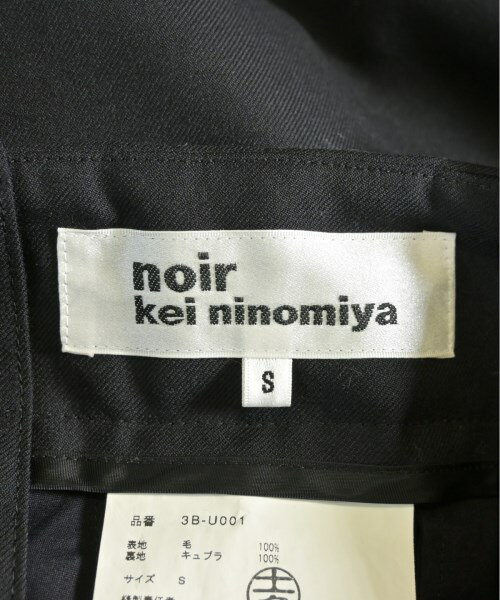 noir
kei ninomiya
S
品番 3B-U001
表地 毛 100%
裏地 キュプラ 100%
サイズ S